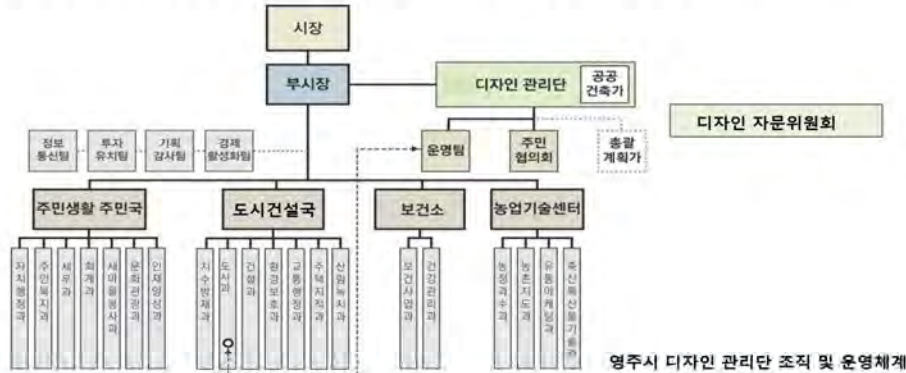 시장
부시장
디자인 관리단
공공
건축가
디자인 자문위원회
정보
통신팀
투자
유치팀
기획
감사팀
경제
활성화팀
운명팀
주민
협의회
총괄
계획가
주민생활 주민국
도시건설국
보건소
농업기술센터
자치행정과
주민복지과
세무과
회계과
새마을봉사과
문화관광과
인재양성과
치수방재과
도시과
건설과
환경보호과
교통행정과
주택지적과
산림녹지과
보건사업과
건강관리과
농정과수과
농촌지도과
유통마케팅과
영주시 디자인 관리단 조직 및 운영체계